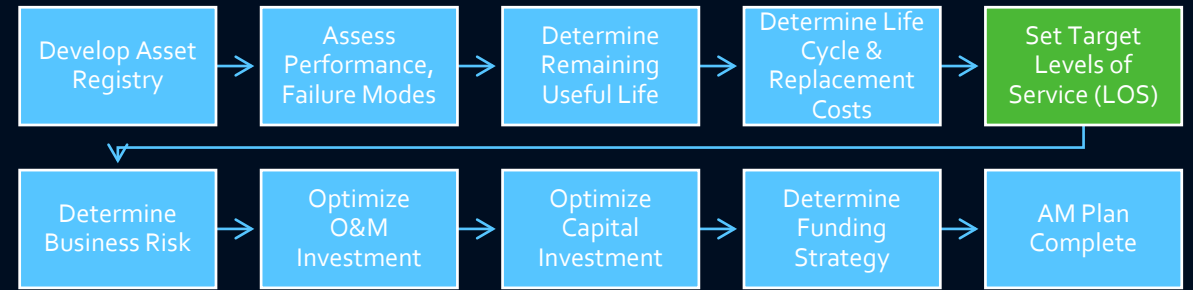 Develop Asset
Registry
Assess
Performance,
Failure Modes
Determine
Remaining
Useful Life
Determine Life
Cycle &
Replacement
Costs
Set Target
Levels of
Service (LOS)
Determine
Business Risk
Optimize
O&M
Investment
Optimize
Capital
Investment
Determine
Funding
Strategy
AM Plan
Complete